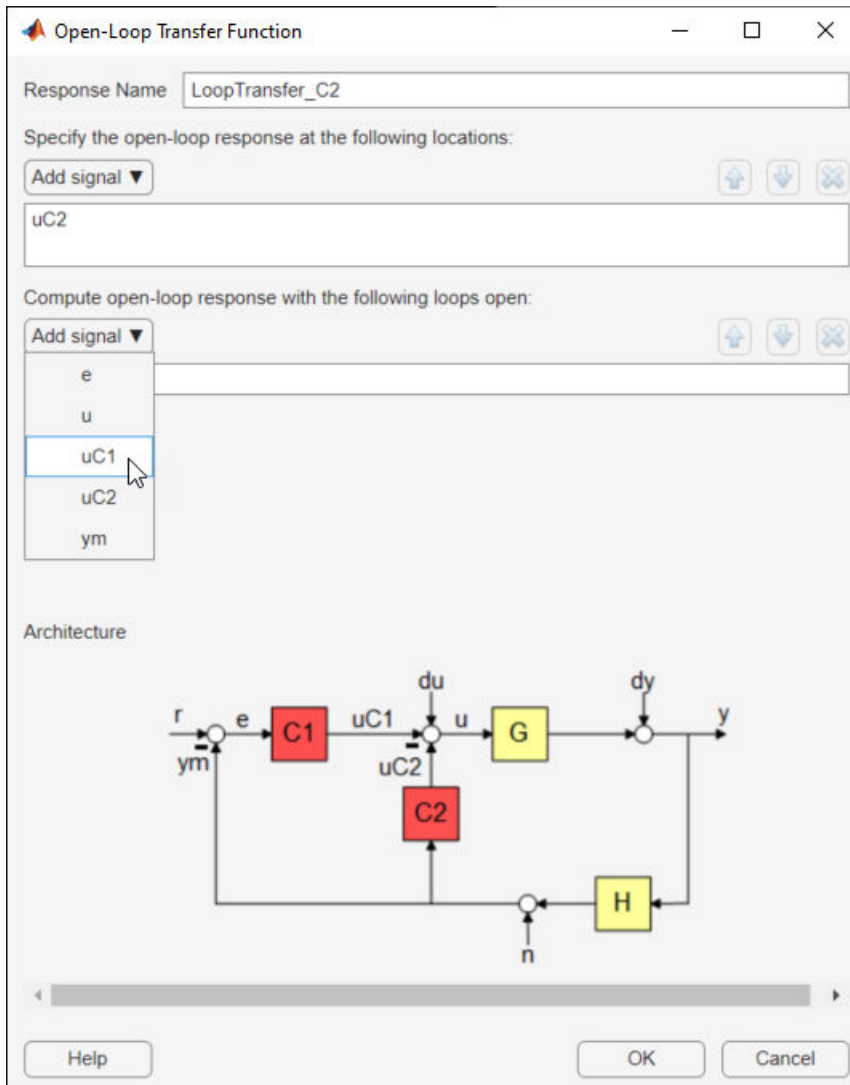 Open-Loop Transfer Function
Response Name LoopTransfer_C2
Specify the open-loop response at the following locations:
Add signal ▼
uC2
Compute open-loop response with the following loops open:
Add signal ▼
e
u
uC1
uC2
ym
Architecture
du dy
r e C1 uC1 u G y
ym uC2
C2
H
n
Help OK Cancel